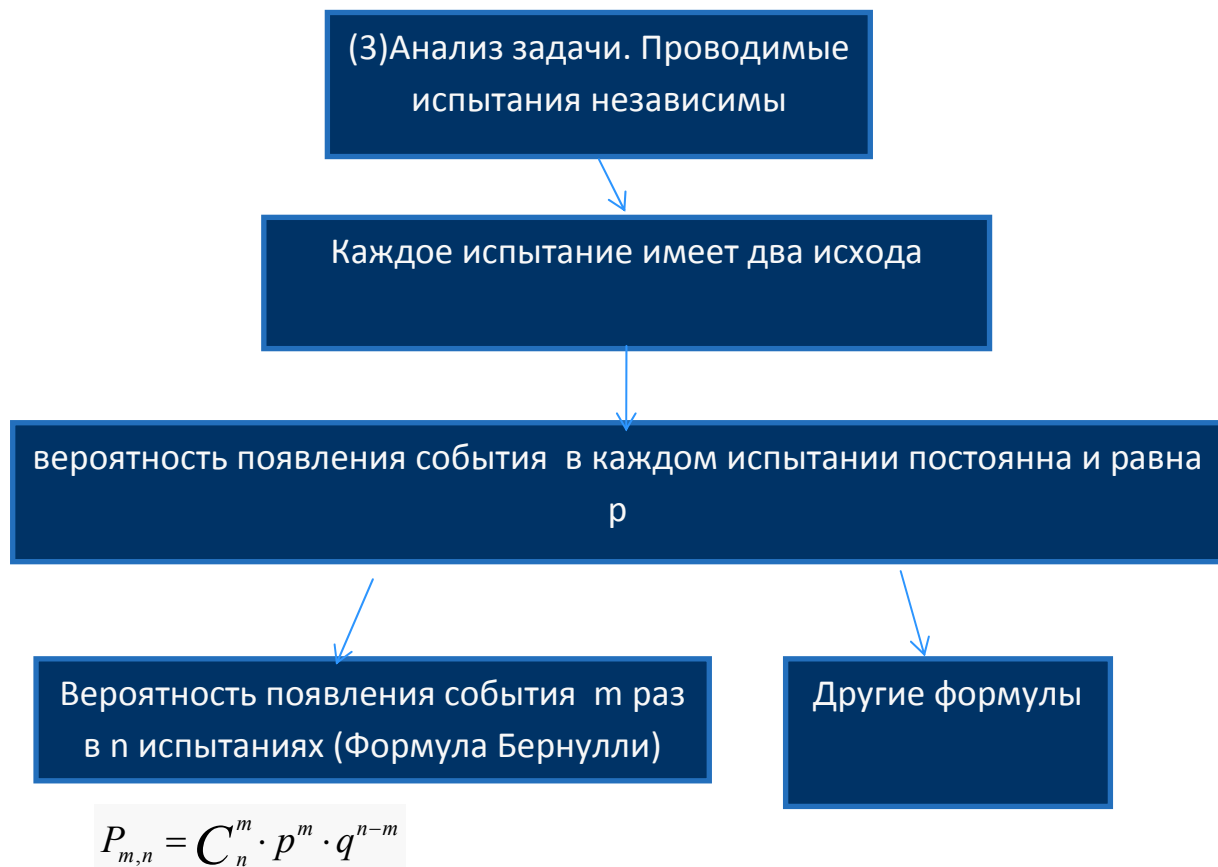 (3)Анализ задачи. Проводимые
испытания независимы
Каждое испытание имеет два исхода
вероятность появления события в каждом испытании постоянна и равна
р
Вероятность появления события m раз
в n испытаниях (Формула Бернулли)
Другие формулы
P_{m,n} = C_n^m · p^m · q^{n−m}